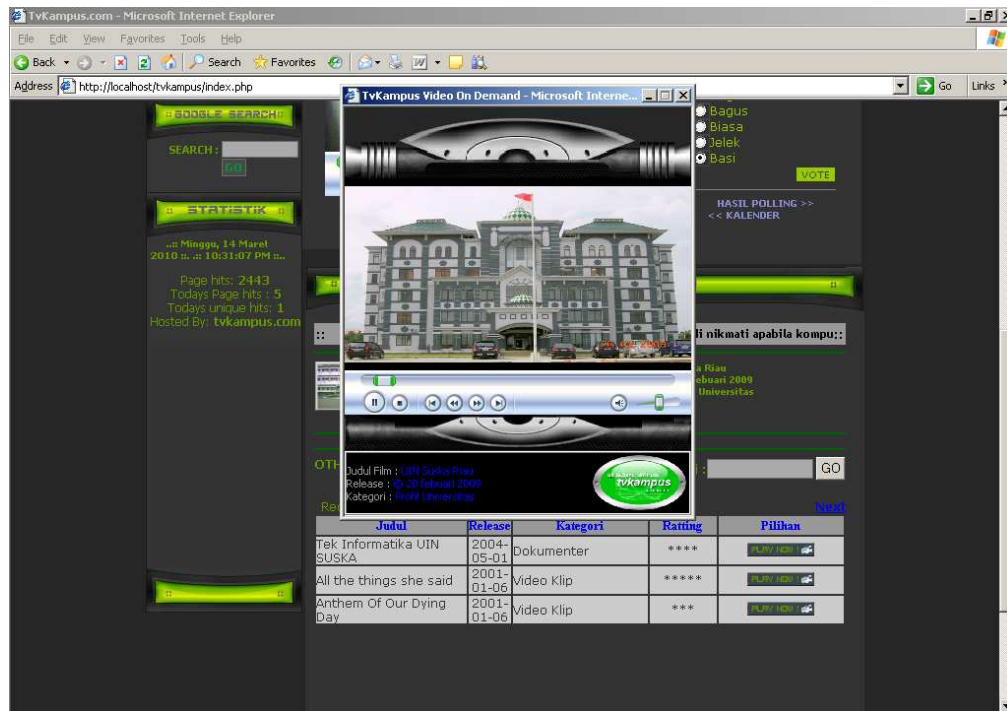 TvKampus.com - Microsoft Internet Explorer
File Edit View Favorites Tools Help
Back Search Favorites
Address http://localhost/tvkampus/index.php Go Links
:: GOOGLE SEARCH::
SEARCH :
GO
:: STATISTIK ::
..:: Minggu, 14 Maret
2010 ::. .:: 10:31:07 PM ::..
Page hits: 2443
Todays Page hits : 5
Todays unique hits: 1
Hosted By: tvkampus.com
TvKampus Video On Demand - Microsoft Interne...
Judul Film : UIN Suska Riau
Release : © 20 februari 2009
Kategori : Profil Universitas
tvkampus
Bagus
Biasa
Jelek
Basi
VOTE
HASIL POLLING >>
<< KALENDER
::
di nikmati apabila kompu::
a Riau
ebuari 2009
Universitas
OTH
: GO
Re
Next
Judul Release Kategori Ratting Pilihan
Tek Informatika UIN SUSKA 2004-05-01 Dokumenter **** PLAY NOW !
All the things she said 2001-01-06 Video Klip ***** PLAY NOW !
Anthem Of Our Dying Day 2001-01-06 Video Klip *** PLAY NOW !